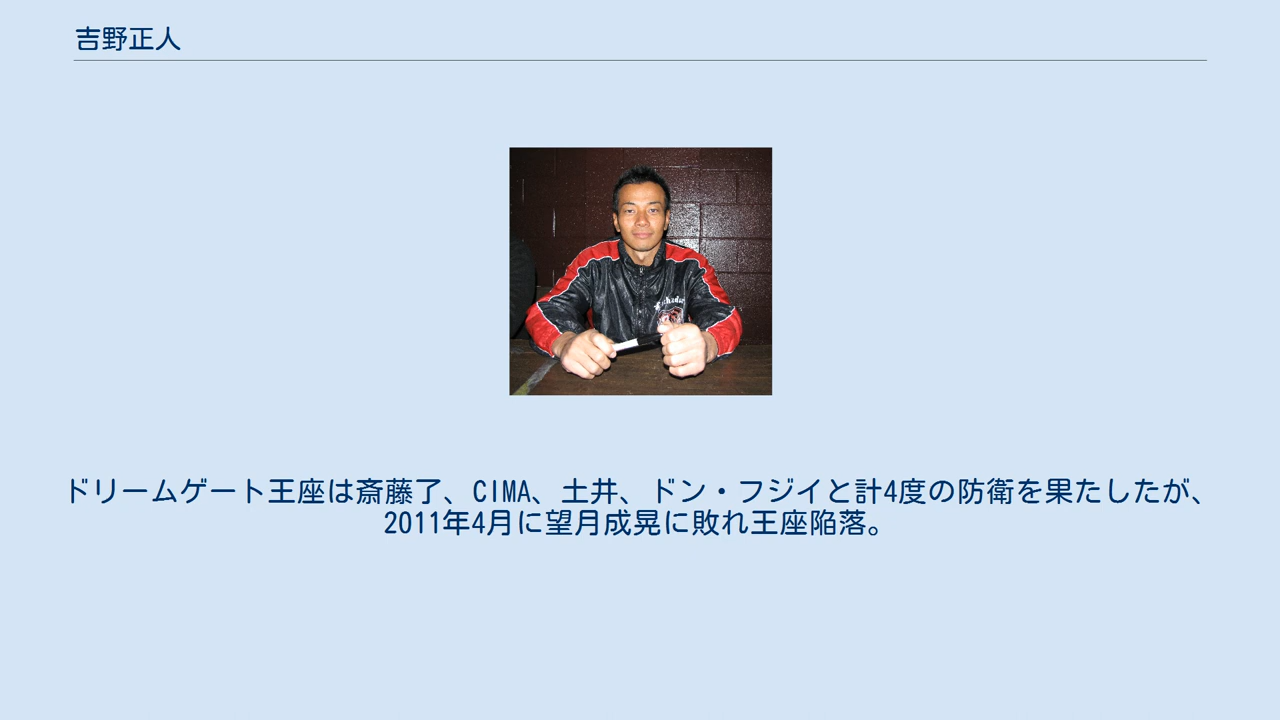 吉野正人
ドリームゲート王座は斎藤了、CIMA、土井、ドン・フジイと計4度の防衛を果たしたが、
2011年4月に望月成晃に敗れ王座陥落。